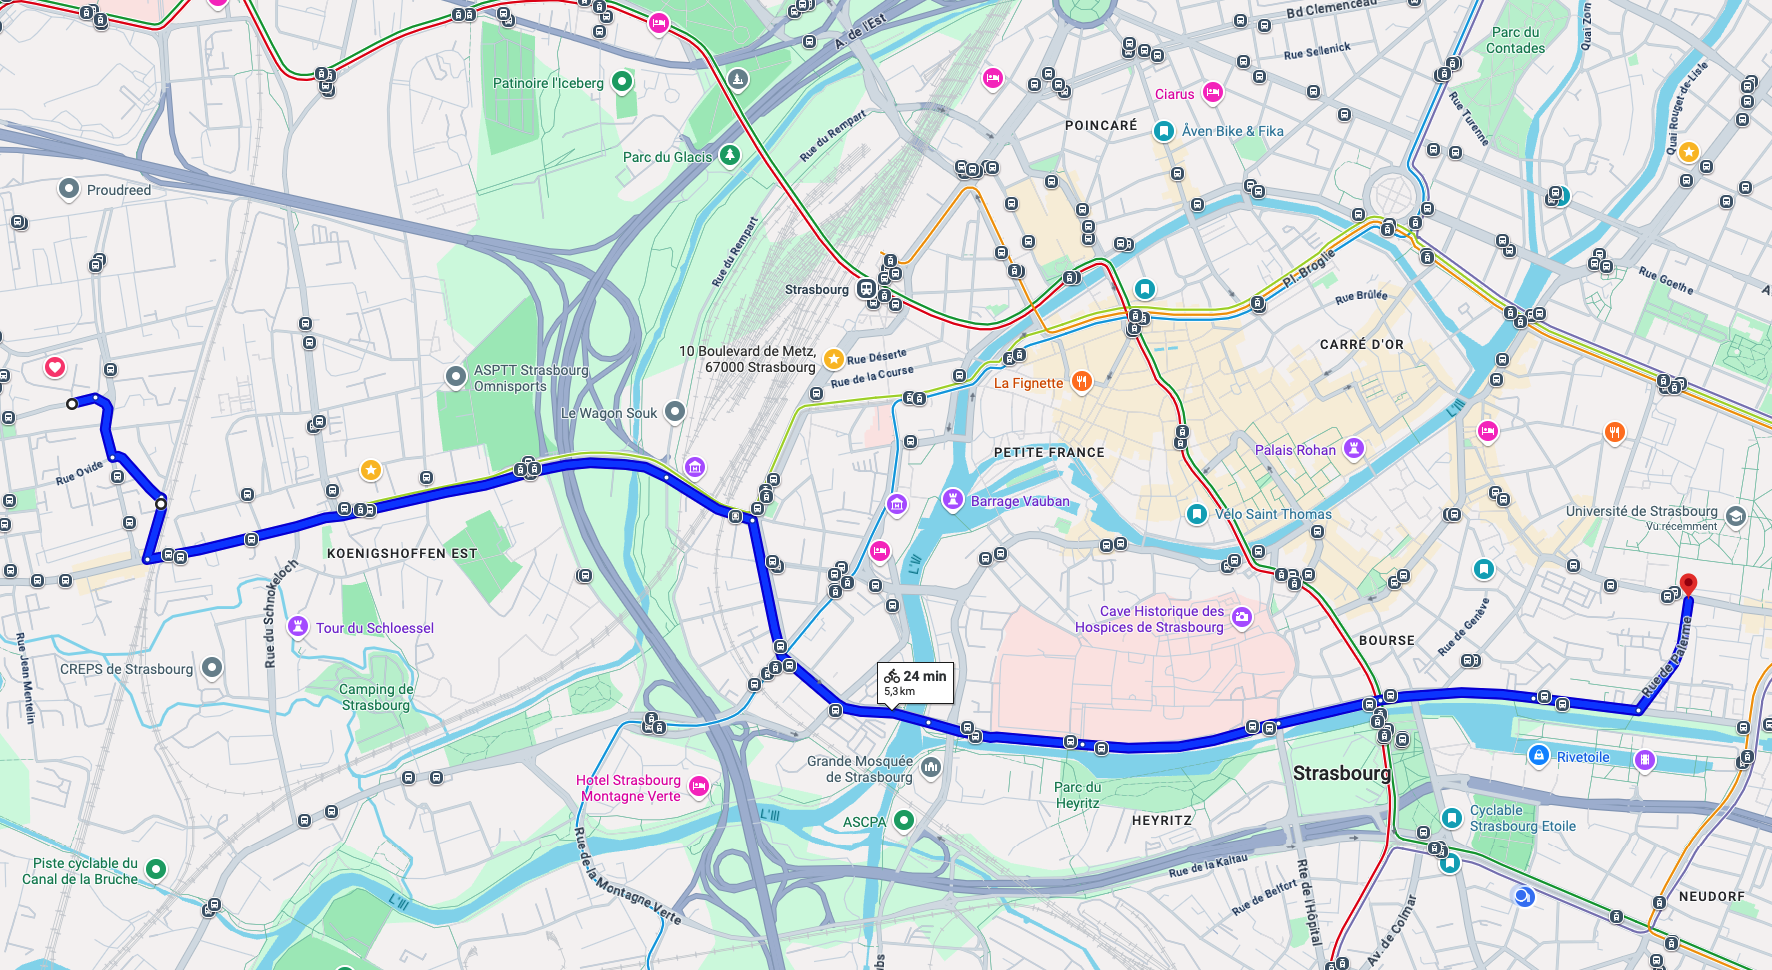 Bd Clemenceau
Parc du
Contades
Quai Zorn
A. de l'Est
Rue Sellenick
Patinoire l'Iceberg
Ciarus
Rue Turenne
Quai Rouget-de-Lisle
POINCARÉ
Åven Bike & Fika
Rue du Rempart
Parc du Glacis
Proudreed
Rue du Rempart
Strasbourg
Pl. Broglie
Rue Brûlée
Rue Goethe
10 Boulevard de Metz,
67000 Strasbourg
Rue Déserte
Rue de la Course
CARRÉ D'OR
ASPTT Strasbourg
Omnisports
La Fignette
Le Wagon Souk
L'Ill
PETITE FRANCE
Palais Rohan
Rue Ovide
Barrage Vauban
Vélo Saint Thomas
Université de Strasbourg
Vu récemment
KOENIGSHOFFEN EST
L'Ill
Rue du Schnokeloch
Tour du Schloessel
Cave Historique des
Hospices de Strasbourg
BOURSE
Rue de Genève
Rue de Palerme
Rue Jean Mentelin
CREPS de Strasbourg
Camping de
Strasbourg
24 min
5,3 km
Grande Mosquée
de Strasbourg
Hotel Strasbourg
Montagne Verte
Parc du
Heyritz
HEYRITZ
Strasbourg
Rivetoile
Cyclable
Strasbourg Etoile
L'Ill
ASCPA
Rue de la Montagne Verte
Piste cyclable du
Canal de la Bruche
L'Ill
Rue de la Kaltau
Rue de Belfort
Rte de l'Hôpital
Av. de Colmar
NEUDORF